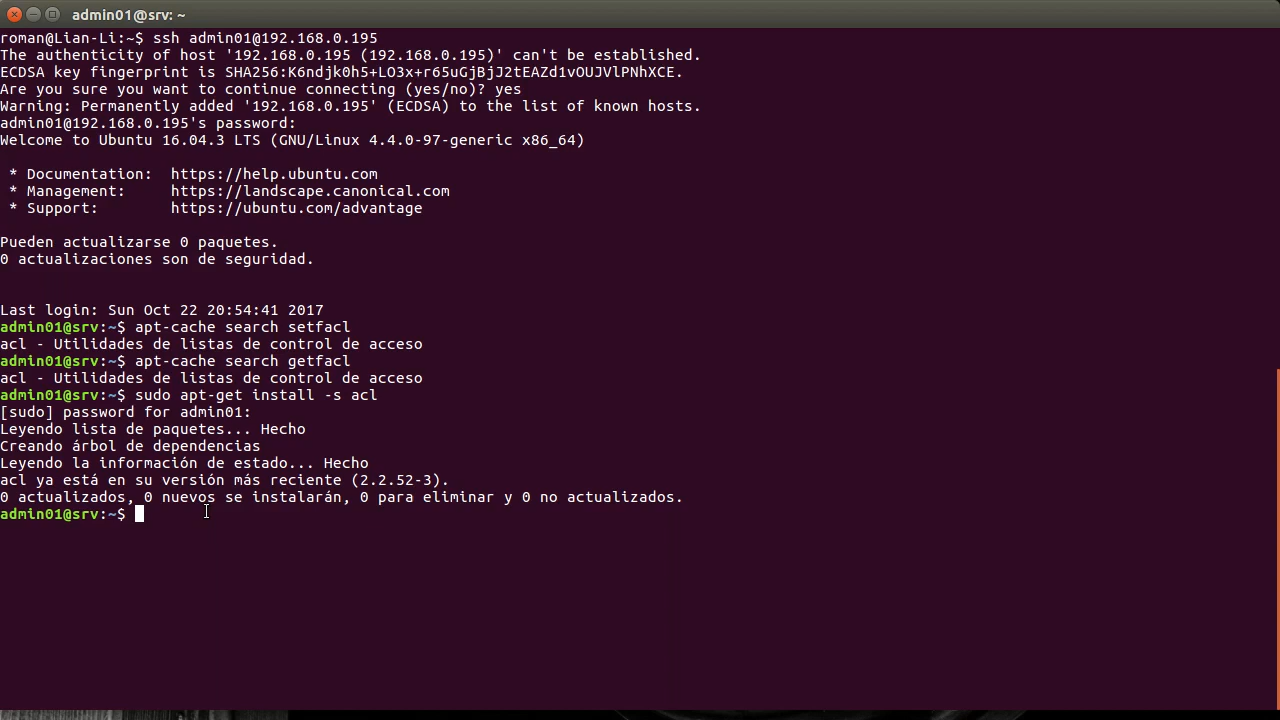 admin01@srv: ~
roman@Lian-Li:~$ ssh admin01@192.168.0.195
The authenticity of host '192.168.0.195 (192.168.0.195)' can't be established.
ECDSA key fingerprint is SHA256:K6ndjk0h5+LO3x+r65uGjBjJ2tEAZd1vOUJVlPNhXCE.
Are you sure you want to continue connecting (yes/no)? yes
Warning: Permanently added '192.168.0.195' (ECDSA) to the list of known hosts.
admin01@192.168.0.195's password:
Welcome to Ubuntu 16.04.3 LTS (GNU/Linux 4.4.0-97-generic x86_64)
* Documentation:  https://help.ubuntu.com
* Management:     https://landscape.canonical.com
* Support:        https://ubuntu.com/advantage
Pueden actualizarse 0 paquetes.
0 actualizaciones son de seguridad.
Last login: Sun Oct 22 20:54:41 2017
admin01@srv:~$ apt-cache search setfacl
acl - Utilidades de listas de control de acceso
admin01@srv:~$ apt-cache search getfacl
acl - Utilidades de listas de control de acceso
admin01@srv:~$ sudo apt-get install -s acl
[sudo] password for admin01:
Leyendo lista de paquetes... Hecho
Creando árbol de dependencias
Leyendo la información de estado... Hecho
acl ya está en su versión más reciente (2.2.52-3).
0 actualizados, 0 nuevos se instalarán, 0 para eliminar y 0 no actualizados.
admin01@srv:~$